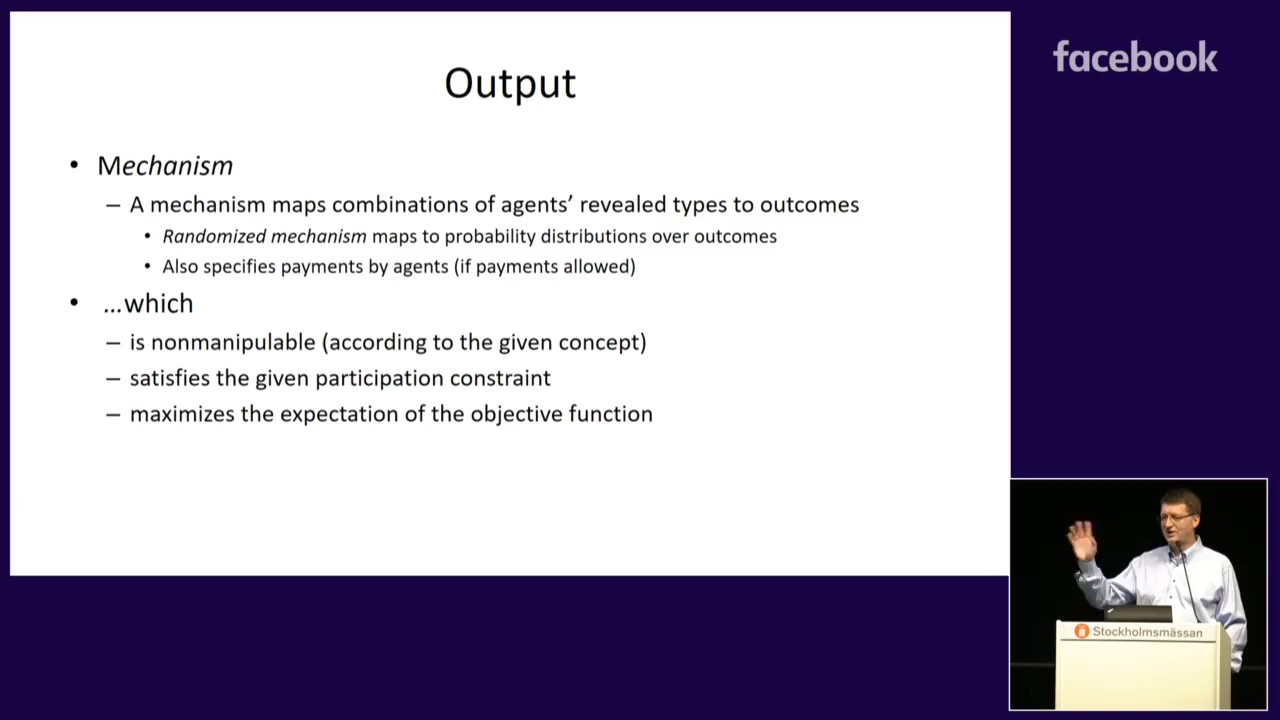 facebook
Output
• Mechanism
– A mechanism maps combinations of agents’ revealed types to outcomes
• Randomized mechanism maps to probability distributions over outcomes
• Also specifies payments by agents (if payments allowed)
• …which
– is nonmanipulable (according to the given concept)
– satisfies the given participation constraint
– maximizes the expectation of the objective function
Stockholmsmässan